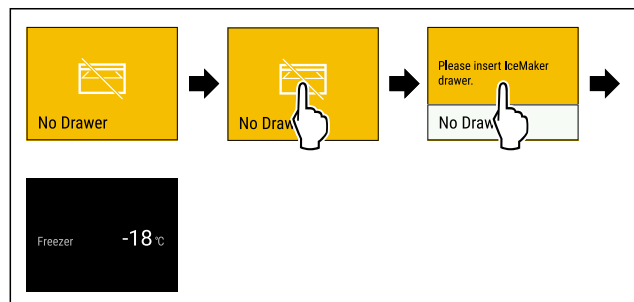 No Drawer
No Draw
Please insert IceMaker
drawer.
No Draw
Freezer -18 °C